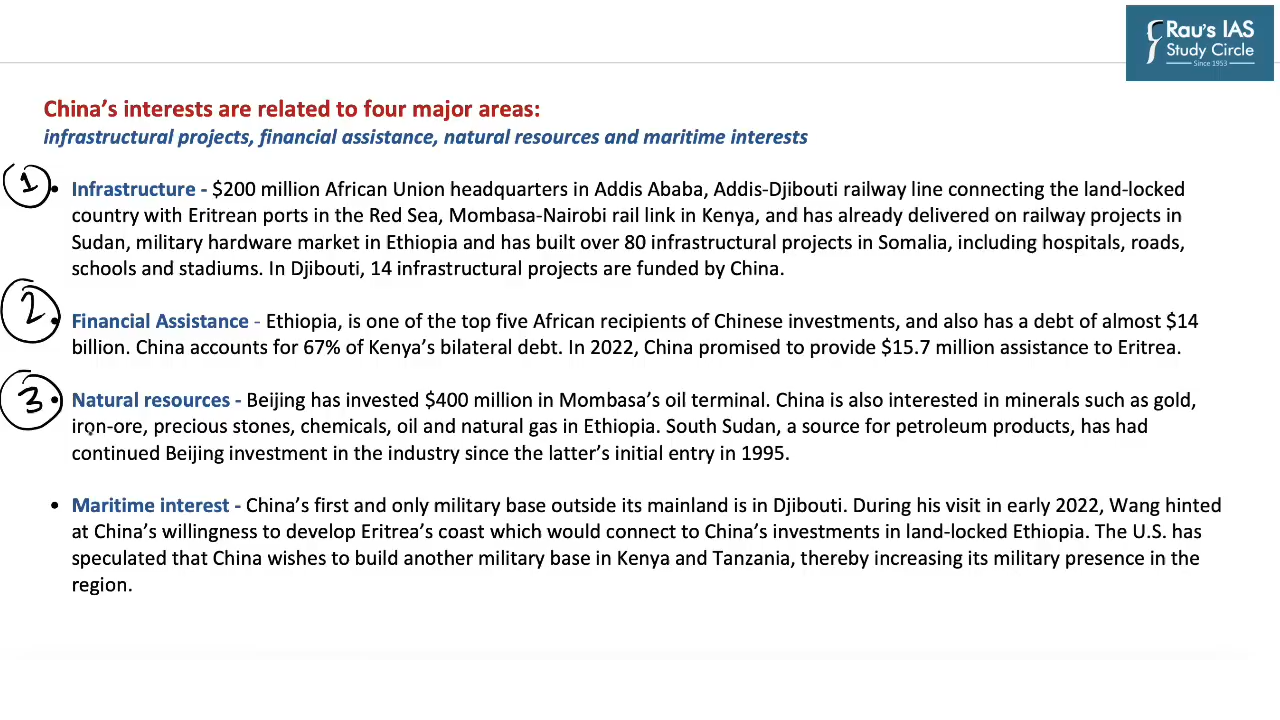 Rau's IAS
Study Circle
Since 1953
China's interests are related to four major areas:
infrastructural projects, financial assistance, natural resources and maritime interests
1 • Infrastructure - $200 million African Union headquarters in Addis Ababa, Addis-Djibouti railway line connecting the land-locked
country with Eritrean ports in the Red Sea, Mombasa-Nairobi rail link in Kenya, and has already delivered on railway projects in
Sudan, military hardware market in Ethiopia and has built over 80 infrastructural projects in Somalia, including hospitals, roads,
schools and stadiums. In Djibouti, 14 infrastructural projects are funded by China.
2 • Financial Assistance - Ethiopia, is one of the top five African recipients of Chinese investments, and also has a debt of almost $14
billion. China accounts for 67% of Kenya's bilateral debt. In 2022, China promised to provide $15.7 million assistance to Eritrea.
3 • Natural resources - Beijing has invested $400 million in Mombasa's oil terminal. China is also interested in minerals such as gold,
iron-ore, precious stones, chemicals, oil and natural gas in Ethiopia. South Sudan, a source for petroleum products, has had
continued Beijing investment in the industry since the latter's initial entry in 1995.
• Maritime interest - China's first and only military base outside its mainland is in Djibouti. During his visit in early 2022, Wang hinted
at China's willingness to develop Eritrea's coast which would connect to China's investments in land-locked Ethiopia. The U.S. has
speculated that China wishes to build another military base in Kenya and Tanzania, thereby increasing its military presence in the
region.